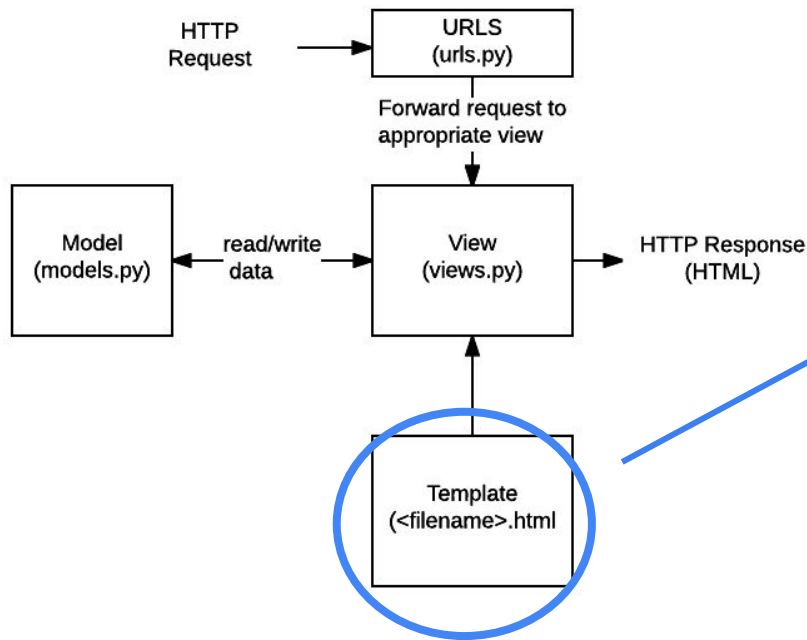 HTTP
Request
URLS
(urls.py)
Forward request to
appropriate view
Model
(models.py)
read/write
data
View
(views.py)
HTTP Response
(HTML)
Template
(<filename>.html